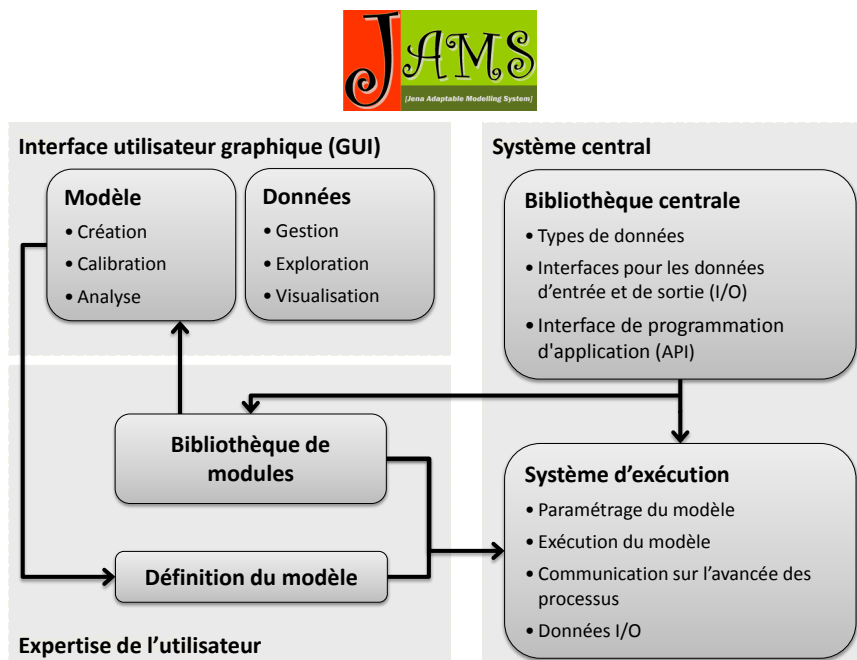 JAMS
[Jena Adaptable Modelling System]
Interface utilisateur graphique (GUI)
Modèle
• Création
• Calibration
• Analyse
Données
• Gestion
• Exploration
• Visualisation
Système central
Bibliothèque centrale
• Types de données
• Interfaces pour les données
d'entrée et de sortie (I/O)
• Interface de programmation
d'application (API)
Bibliothèque de
modules
Définition du modèle
Expertise de l'utilisateur
Système d'exécution
• Paramétrage du modèle
• Exécution du modèle
• Communication sur l'avancée des
processus
• Données I/O